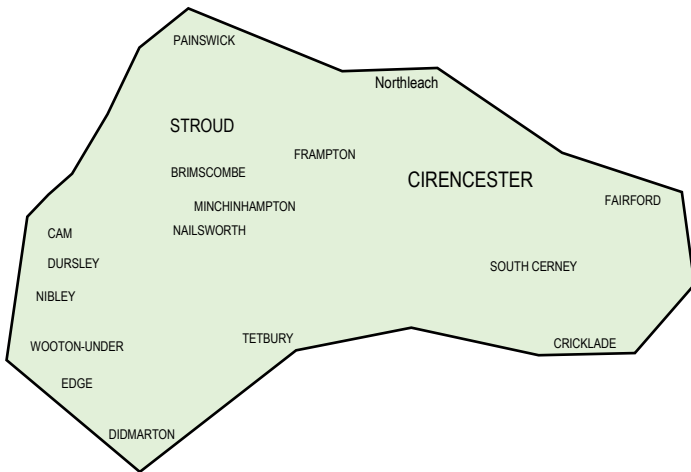 PAINSWICK
Northleach
STROUD
FRAMPTON
BRIMSCOMBE
CIRENCESTER
FAIRFORD
MINCHINHAMPTON
NAILSWORTH
CAM
DURSLEY
SOUTH CERNEY
NIBLEY
TETBURY
CRICKLADE
WOOTON-UNDER
EDGE
DIDMARTON